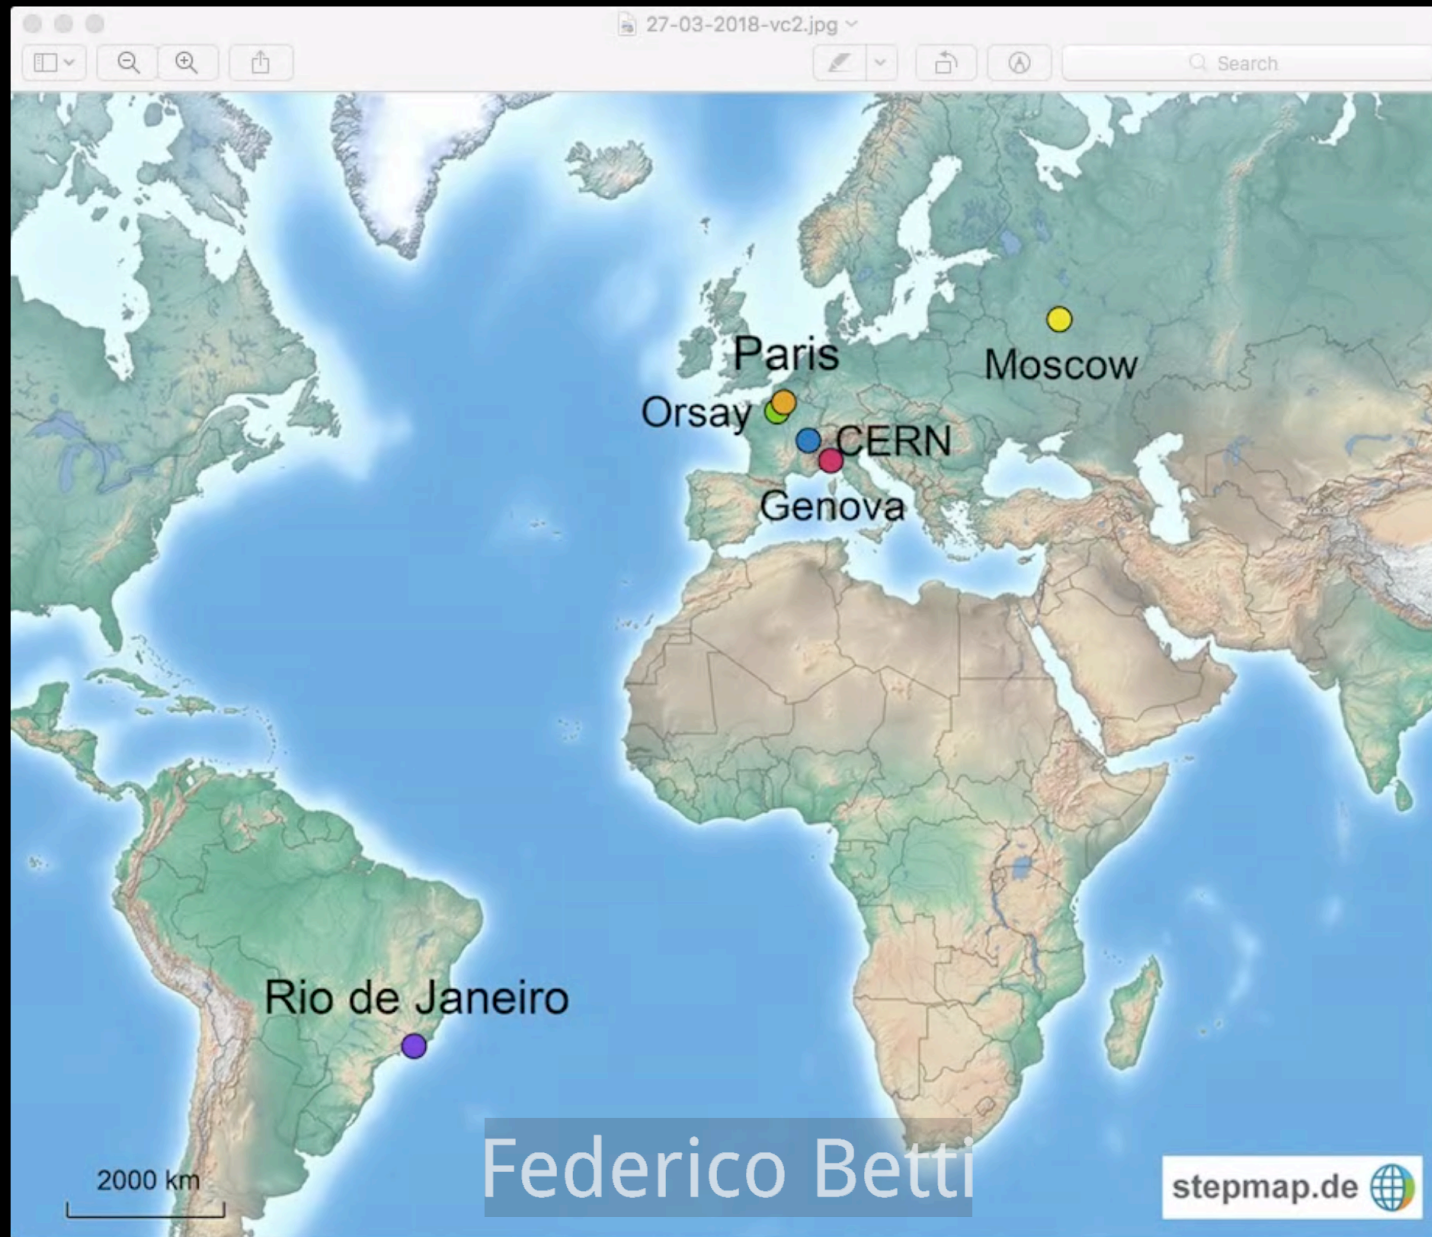 27-03-2018-vc2.jpg
Search
Paris
Moscow
Orsay
CERN
Genova
Rio de Janeiro
2000 km
Federico Betti
stepmap.de